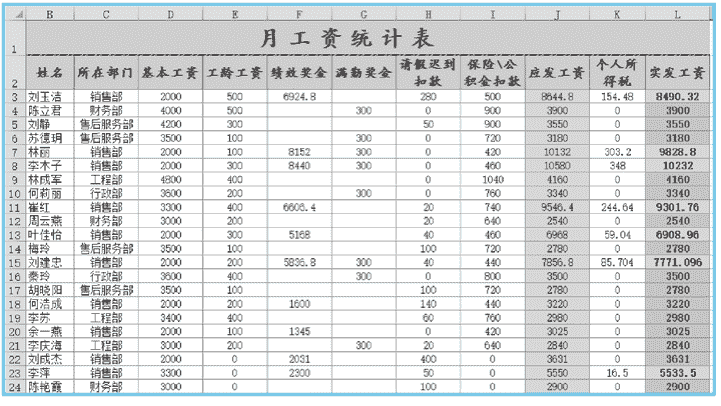 B C D E F G H I J K L
1 月工资统计表
2 姓名 所在部门 基本工资 工龄工资 绩效奖金 满勤奖金 请假迟到扣款 保险\公积金扣款 应发工资 个人所得税 实发工资
3 刘玉洁 销售部 2000 500 6924.8 280 500 8644.8 154.48 8490.32
4 陈立君 财务部 4000 500 300 0 900 3900 0 3900
5 刘静 售后服务部 4200 300 50 900 3550 0 3550
6 苏德玥 售后服务部 3500 100 300 0 720 3180 0 3180
7 林丽 销售部 2000 100 8152 300 0 420 10132 303.2 9828.8
8 李木子 销售部 2000 300 8440 300 0 460 10580 348 10232
9 林成军 工程部 4800 400 0 1040 4160 0 4160
10 何莉丽 行政部 3600 200 300 0 760 3340 0 3340
11 崔红 销售部 3300 400 6606.4 20 740 9546.4 244.64 9301.76
12 周云燕 财务部 3000 200 20 640 2540 0 2540
13 叶佳怡 销售部 2000 300 5168 40 460 6968 59.04 6908.96
14 梅玲 售后服务部 3500 100 100 720 2780 0 2780
15 刘建忠 销售部 2000 200 5836.8 300 40 440 7856.8 85.704 7771.096
16 秦玲 行政部 3600 400 300 0 800 3500 0 3500
17 胡晓阳 售后服务部 3500 100 100 720 2780 0 2780
18 何浩成 销售部 2000 200 1600 140 440 3220 0 3220
19 李苏 工程部 3400 400 60 760 2980 0 2980
20 余一燕 销售部 2000 100 1345 0 420 3025 0 3025
21 李庆海 工程部 3000 200 300 20 640 2840 0 2840
22 刘成杰 销售部 2000 0 2031 400 0 3631 0 3631
23 李萍 销售部 3300 0 2300 50 0 5550 16.5 5533.5
24 陈艳霞 财务部 3000 0 100 0 2900 0 2900